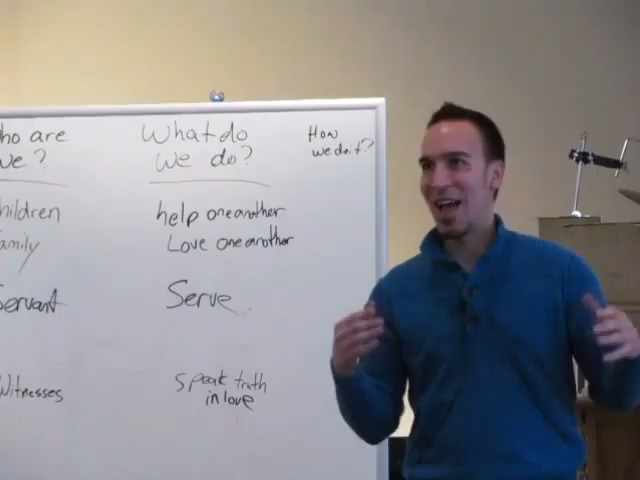 ho are
we?
What do
we do?
How
we do it?
hildren
family
help one another
Love one another
Servant
Serve
Witnesses
speak truth
in love